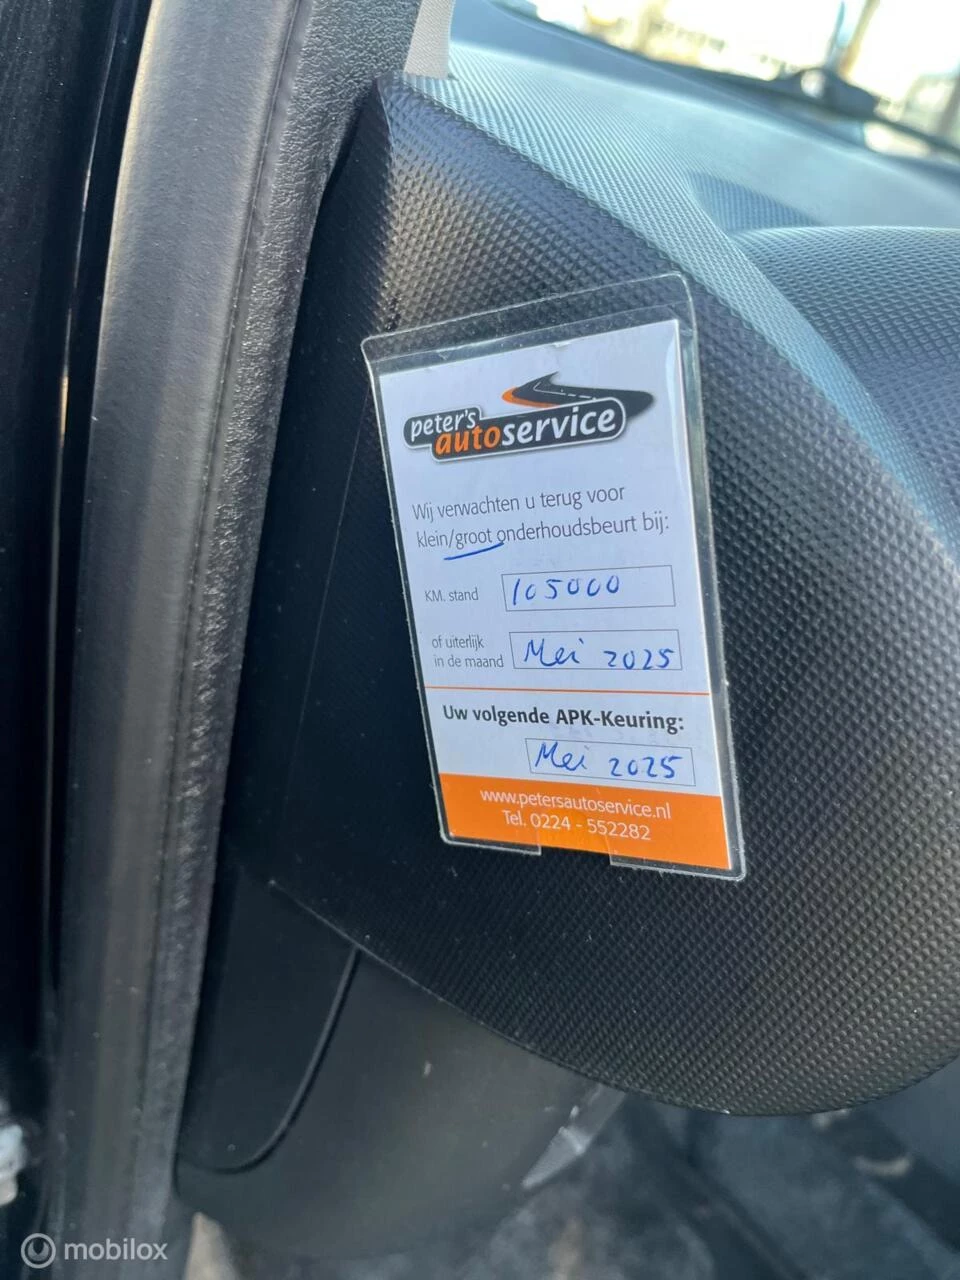 peter's
autoservice
Wij verwachten u terug voor
klein/groot onderhoudsbeurt bij:
KM. stand 105000
of uiterlijk
in de maand Mei 2025
Uw volgende APK-Keuring:
Mei 2025
www.petersautoservice.nl
Tel. 0224 - 552282
mobilox